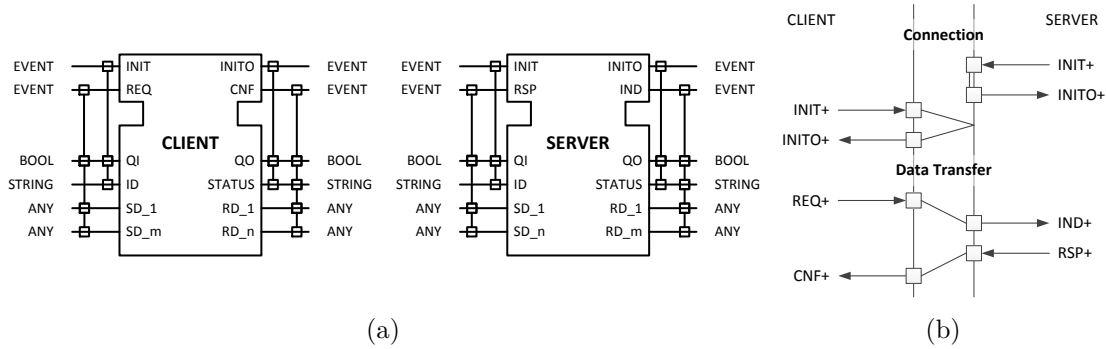 EVENT INIT INITO EVENT
EVENT REQ CNF EVENT
CLIENT
BOOL QI QO BOOL
STRING ID STATUS STRING
ANY SD_1 RD_1 ANY
ANY SD_m RD_n ANY
EVENT INIT INITO EVENT
EVENT RSP IND EVENT
SERVER
BOOL QI QO BOOL
STRING ID STATUS STRING
ANY SD_1 RD_1 ANY
ANY SD_n RD_m ANY
(a)
CLIENT SERVER
Connection
INIT+
INITO+
INIT+
INITO+
Data Transfer
REQ+
IND+
RSP+
CNF+
(b)